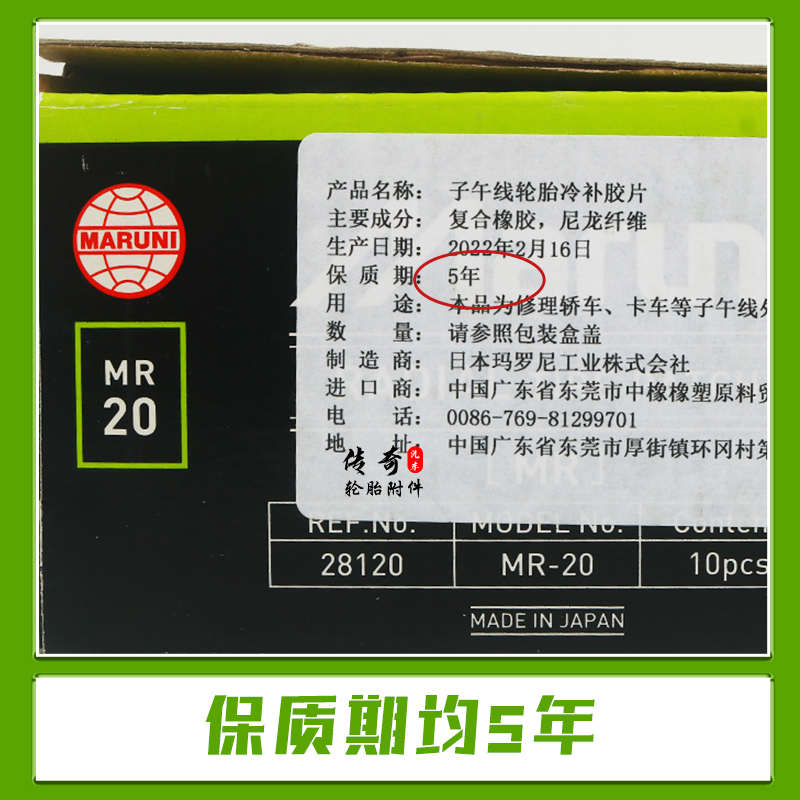 产品名称: 子午线轮胎冷补胶片
主要成分: 复合橡胶,尼龙纤维
生产日期: 2022年2月16日
保质期: 5年
用途: 本品为修理轿车、卡车等子午线外
数量: 请参照包装盒盖
制造商: 日本玛罗尼工业株式会社
进口商: 中国广东省东莞市中橡橡塑原料贸
电话: 0086-769-81299701
地址: 中国广东省东莞市厚街镇环冈村第
MARUNI
MR
20
传奇
汽车
轮胎附件
[MR]
REF.No. MODEL No. Conten
28120 MR-20 10pcs
MADE IN JAPAN
保质期均5年